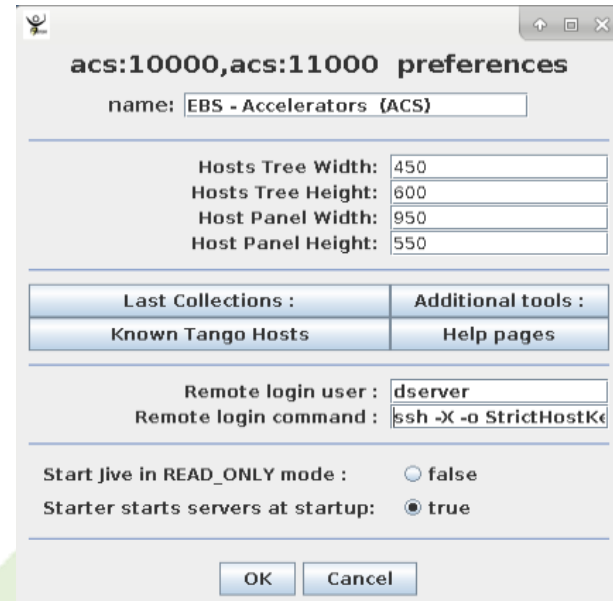 acs:10000,acs:11000 preferences
name: EBS - Accelerators (ACS)
Hosts Tree Width: 450
Hosts Tree Height: 600
Host Panel Width: 950
Host Panel Height: 550
Last Collections : Additional tools :
Known Tango Hosts Help pages
Remote login user : dserver
Remote login command : ssh -X -o StrictHostKe
Start Jive in READ_ONLY mode : false
Starter starts servers at startup: true
OK Cancel